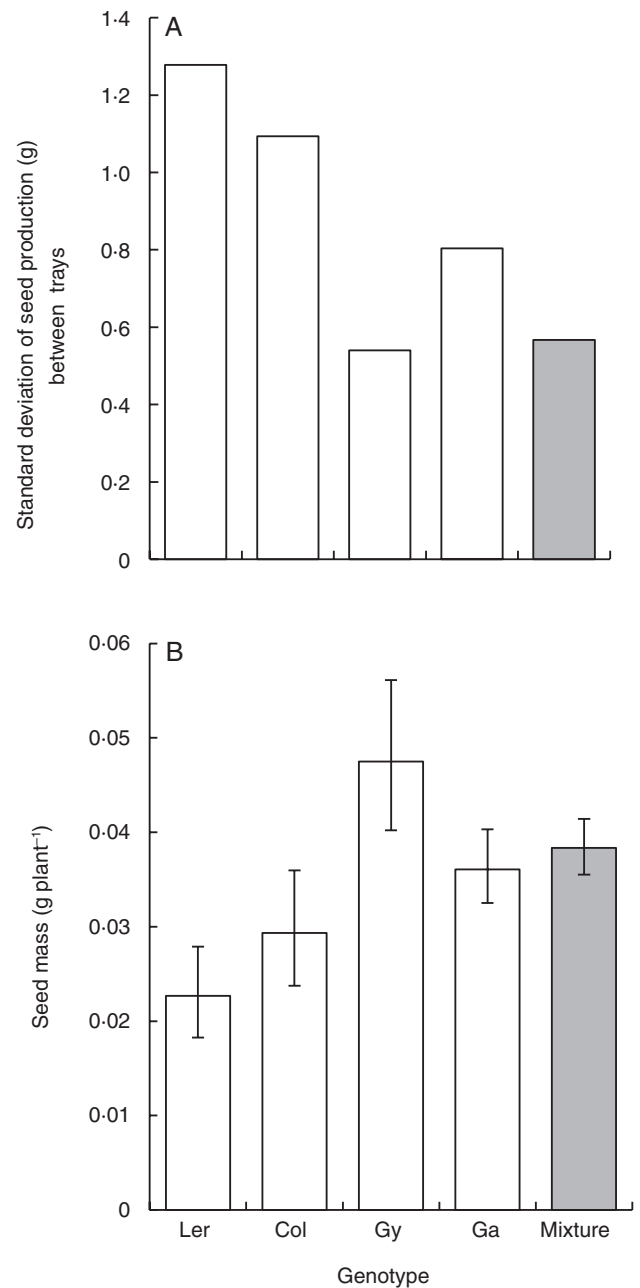 A
1·4
1·2
1·0
0·8
0·6
0·4
0·2
0
Standard deviation of seed production (g)
between trays
B
0·06
0·05
0·04
0·03
0·02
0·01
0
Seed mass (g plant⁻¹)
Ler Col Gy Ga Mixture
Genotype